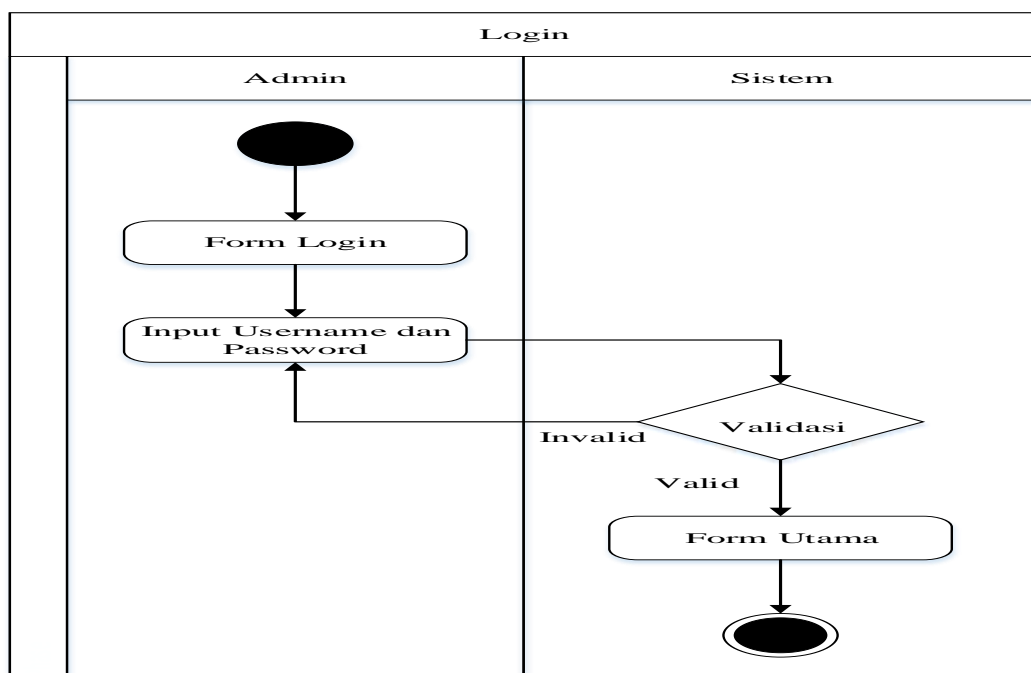 Login
Admin
Sistem
Form Login
Input Username dan
Password
Validasi
Invalid
Valid
Form Utama